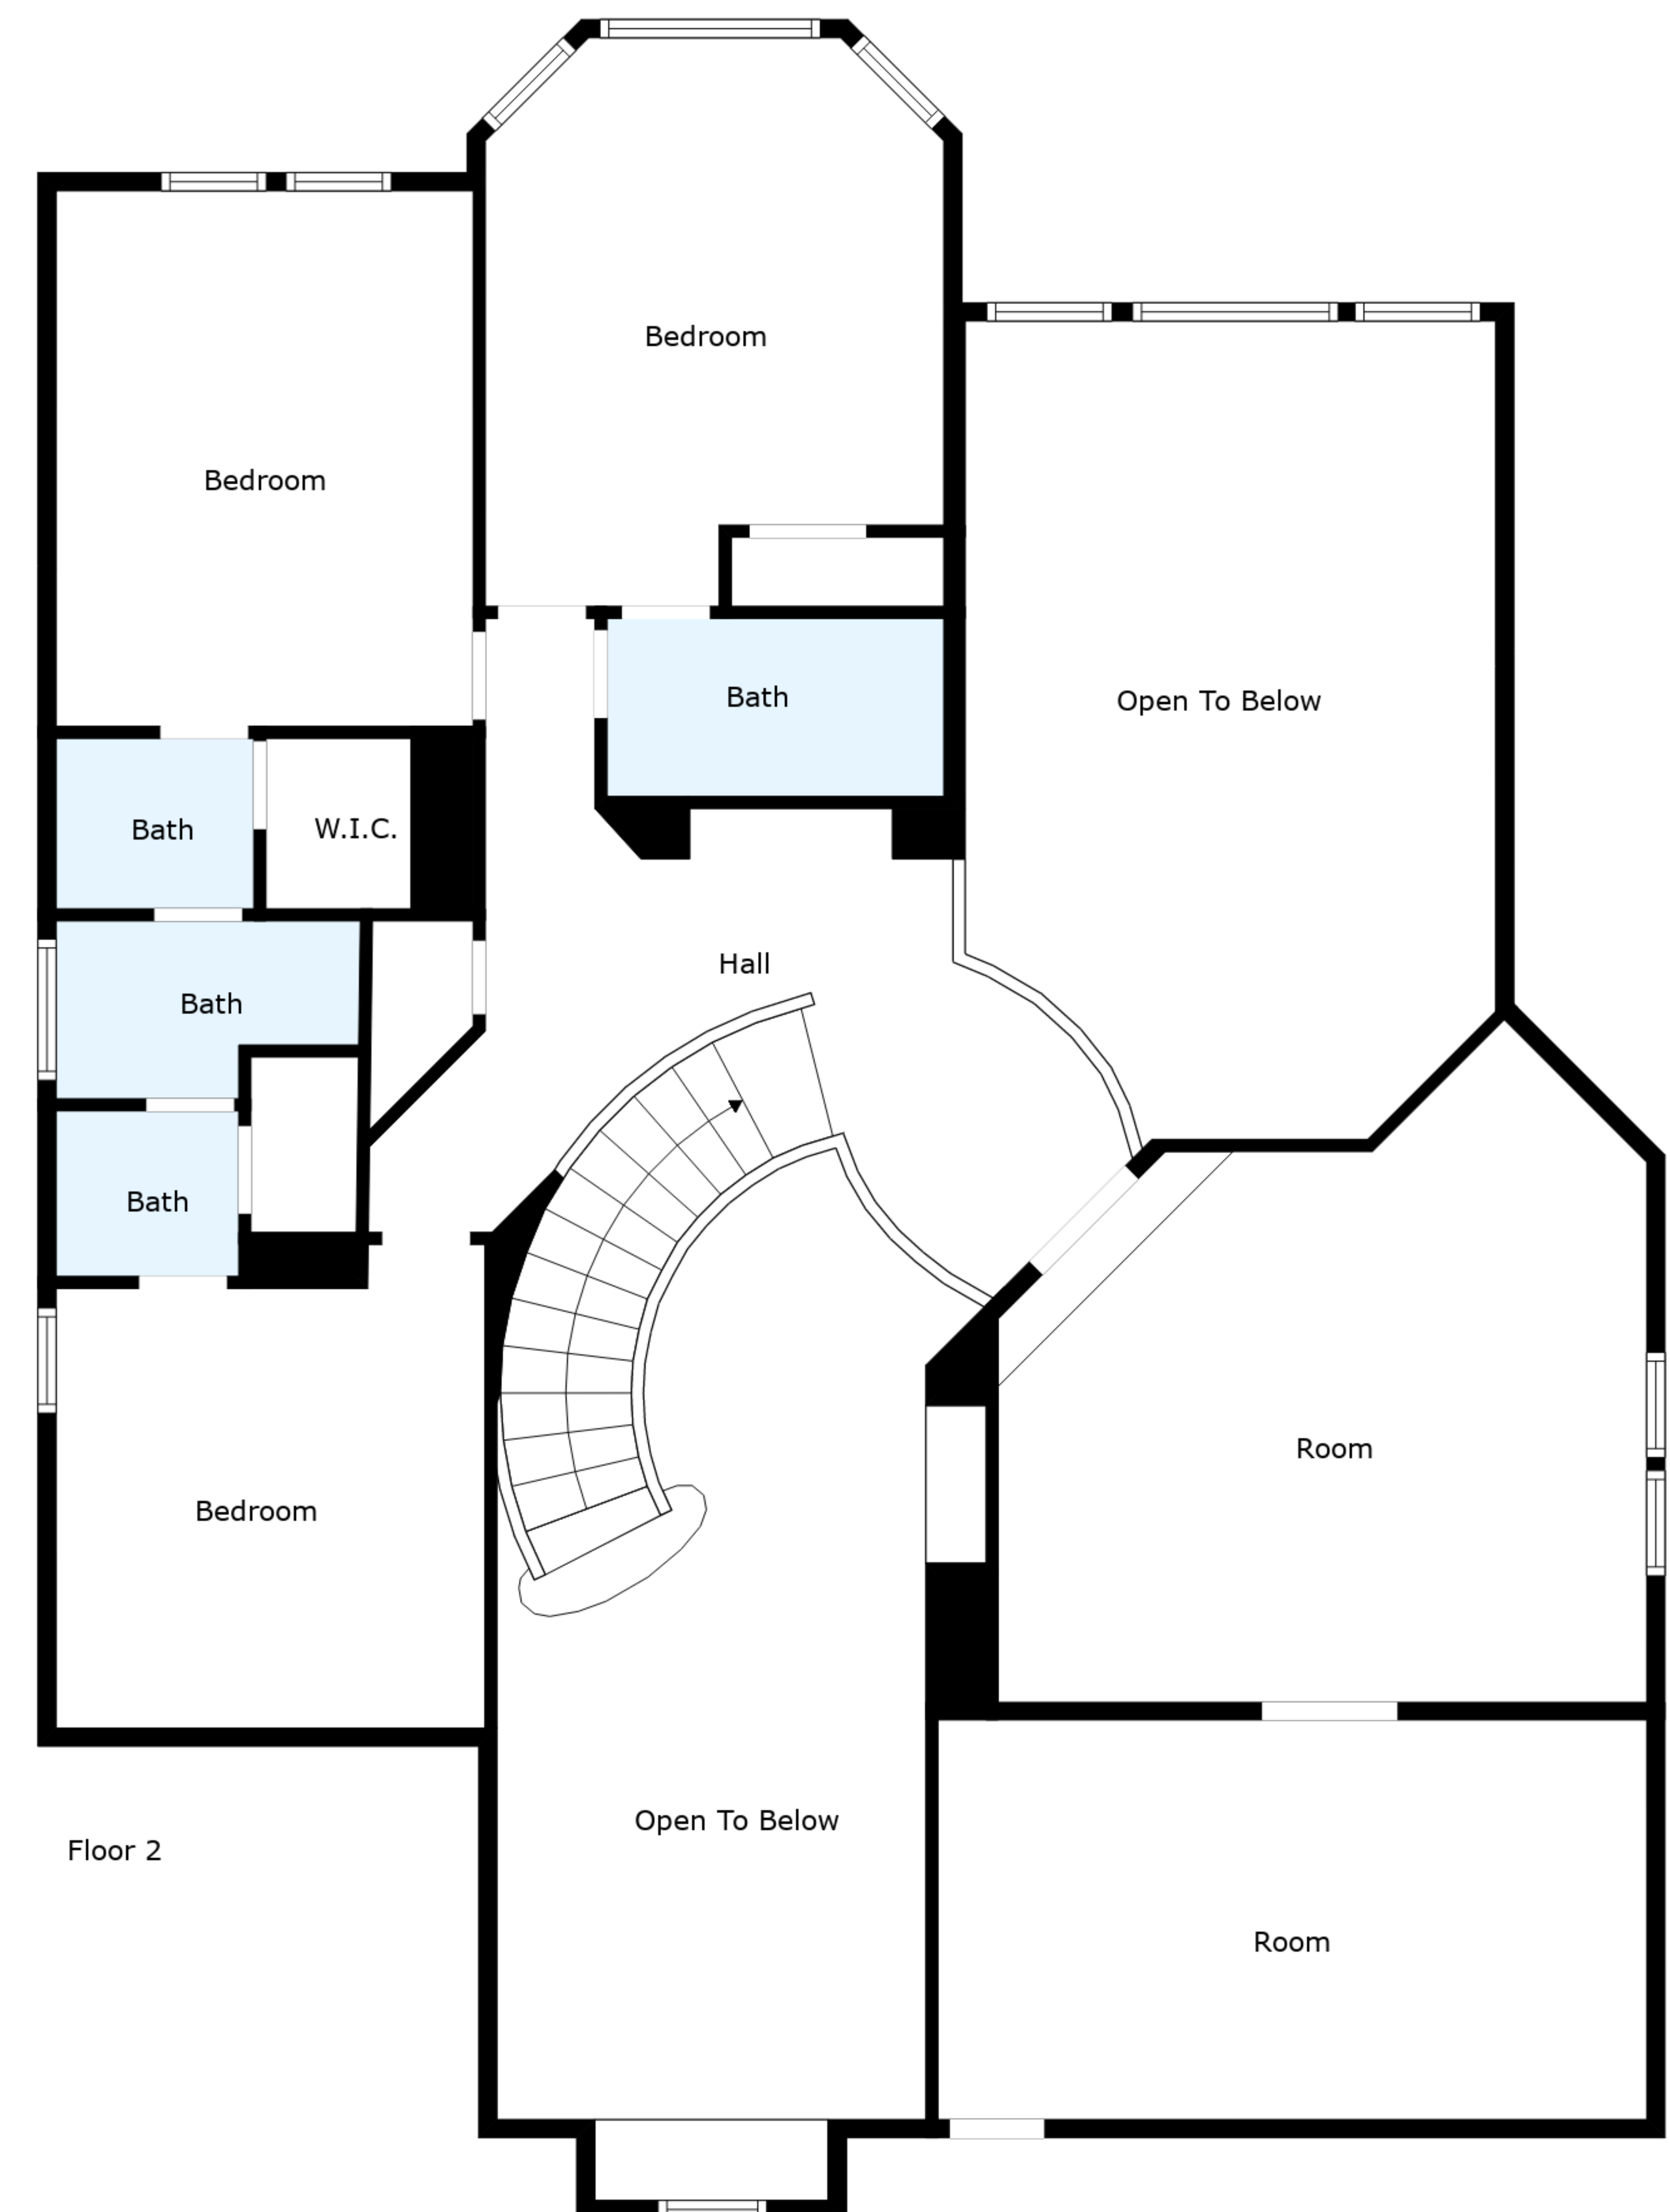 Bedroom
Bedroom
Bath
Open To Below
Bath
W.I.C.
Hall
Bath
Bath
Room
Bedroom
Open To Below
Floor 2
Room